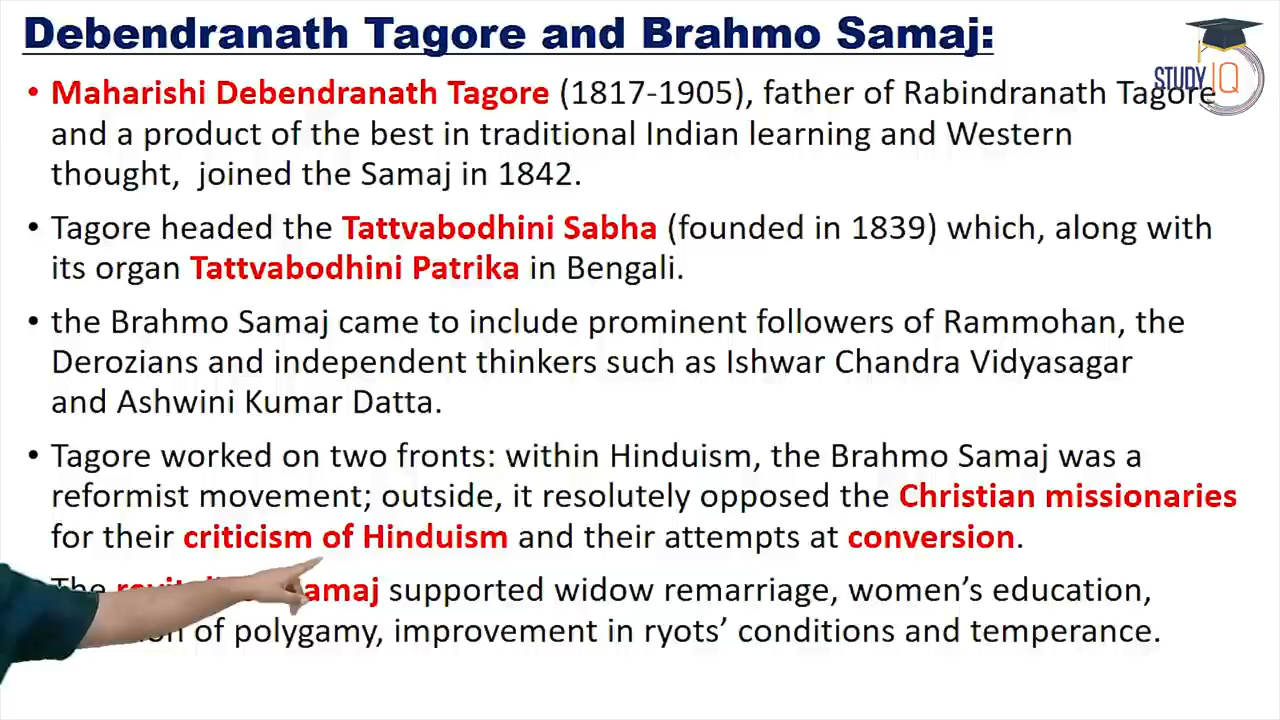 Debendranath Tagore and Brahmo Samaj:
STUDY IQ
• Maharishi Debendranath Tagore (1817-1905), father of Rabindranath Tagore
and a product of the best in traditional Indian learning and Western
thought, joined the Samaj in 1842.
• Tagore headed the Tattvabodhini Sabha (founded in 1839) which, along with
its organ Tattvabodhini Patrika in Bengali.
• the Brahmo Samaj came to include prominent followers of Rammohan, the
Derozians and independent thinkers such as Ishwar Chandra Vidyasagar
and Ashwini Kumar Datta.
• Tagore worked on two fronts: within Hinduism, the Brahmo Samaj was a
reformist movement; outside, it resolutely opposed the Christian missionaries
for their criticism of Hinduism and their attempts at conversion.
The supported widow remarriage, women’s education,
of polygamy, improvement in ryots’ conditions and temperance.